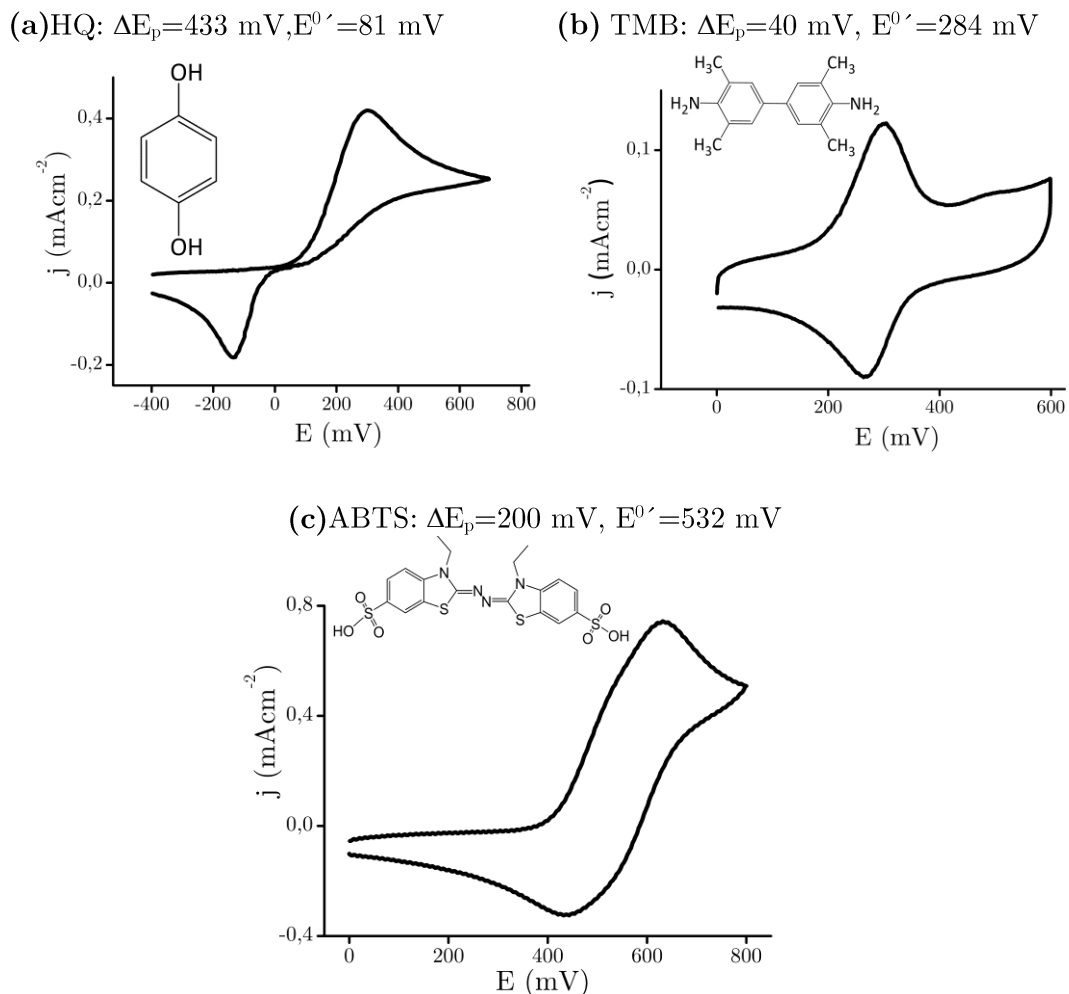 (a)HQ: ΔEp=433 mV,E0´=81 mV
OH
OH
0,4
0,2
0,0
-0,2
j (mAcm-2)
-400 -200 0 200 400 600 800
E (mV)
(b) TMB: ΔEp=40 mV, E0´=284 mV
H3C CH3
H2N NH2
H3C CH3
0,1
0,0
-0,1
j (mAcm-2)
0 200 400 600
E (mV)
(c)ABTS: ΔEp=200 mV, E0´=532 mV
N N
N
N
S S
O O
S S
HO O O OH
0,8
0,4
0,0
-0,4
j (mAcm-2)
0 200 400 600 800
E (mV)